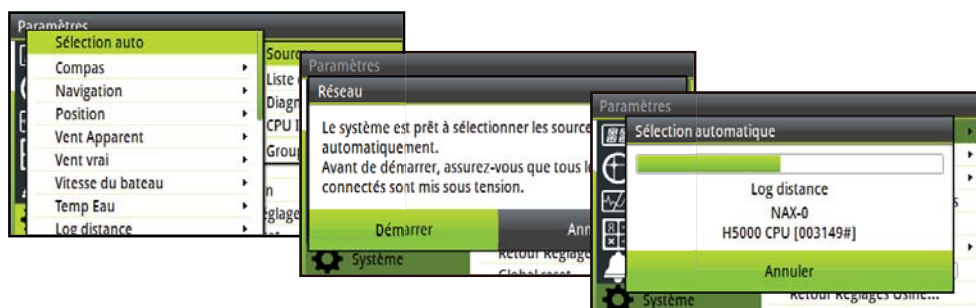 Paramètres
Sélection auto
Compas
Navigation
Position
Vent Apparent
Vent vrai
Vitesse du bateau
Temp Eau
Log distance
Sources
Liste
Diagn
CPU
Group
Paramètres
Réseau
Le système est prêt à sélectionner les source
automatiquement.
Avant de démarrer, assurez-vous que tous
connectés sont mis sous tension.
Démarrer
Ann
Système
Retour Réglage
Global reset
Paramètres
Sélection automatique
Log distance
NAX-0
H5000 CPU [003149#]
Annuler
Système
Retour Réglages Usine...